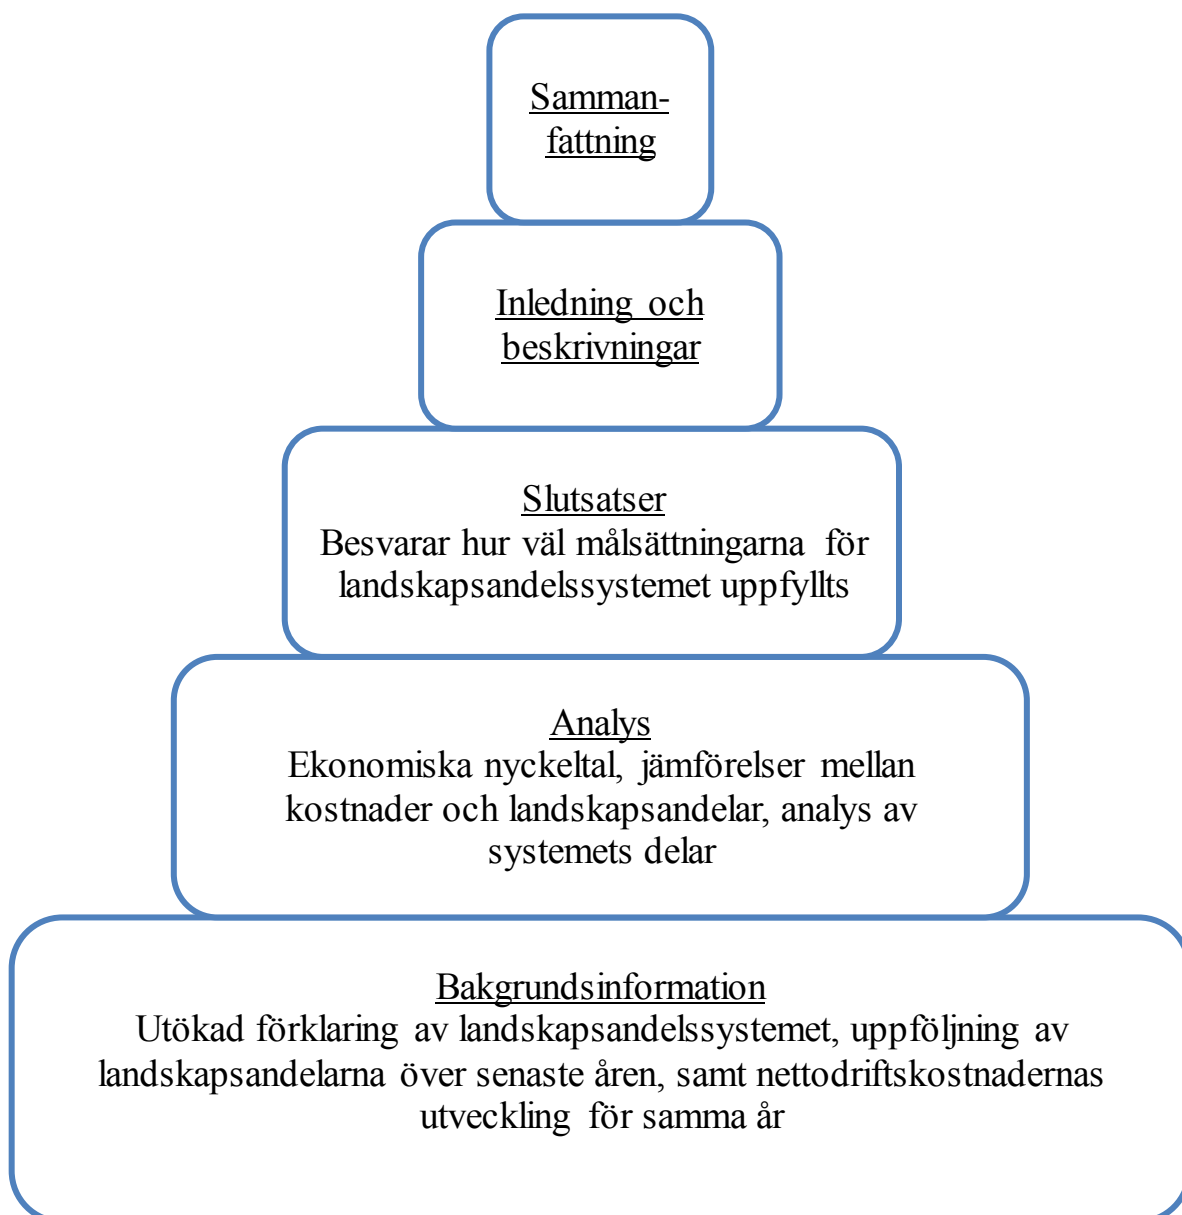 Samman-
fattning
Inledning och
beskrivningar
Slutsatser
Besvarar hur väl målsättningarna för
landskapsandelssystemet uppfyllts
Analys
Ekonomiska nyckeltal, jämförelser mellan
kostnader och landskapsandelar, analys av
systemets delar
Bakgrundsinformation
Utökad förklaring av landskapsandelssystemet, uppföljning av
landskapsandelarna över senaste åren, samt nettodriftskostnadernas
utveckling för samma år